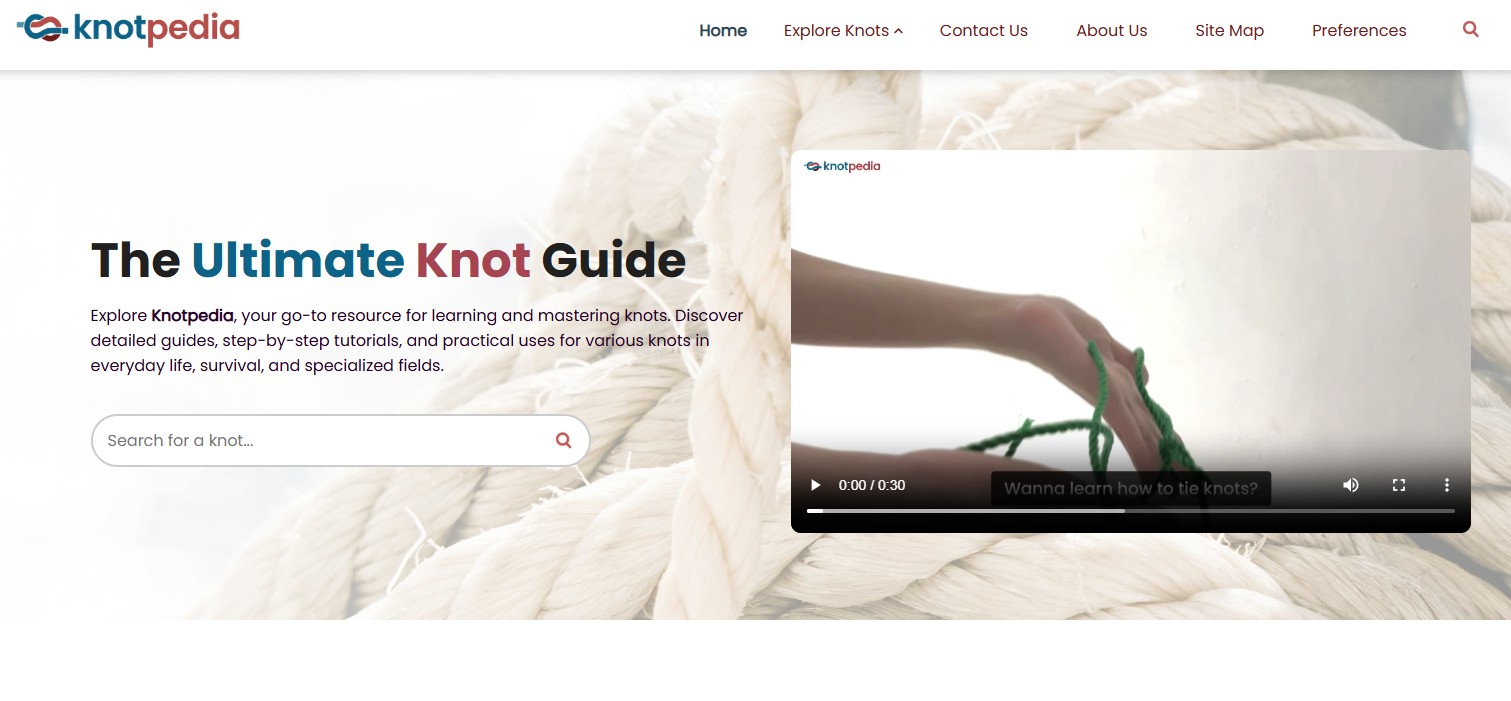 knotpedia
Home Explore Knots Contact Us About Us Site Map Preferences
knotpedia
The Ultimate Knot Guide
Explore Knotpedia, your go-to resource for learning and mastering knots. Discover
detailed guides, step-by-step tutorials, and practical uses for various knots in
everyday life, survival, and specialized fields.
Search for a knot...
0:00 / 0:30
Wanna learn how to tie knots?